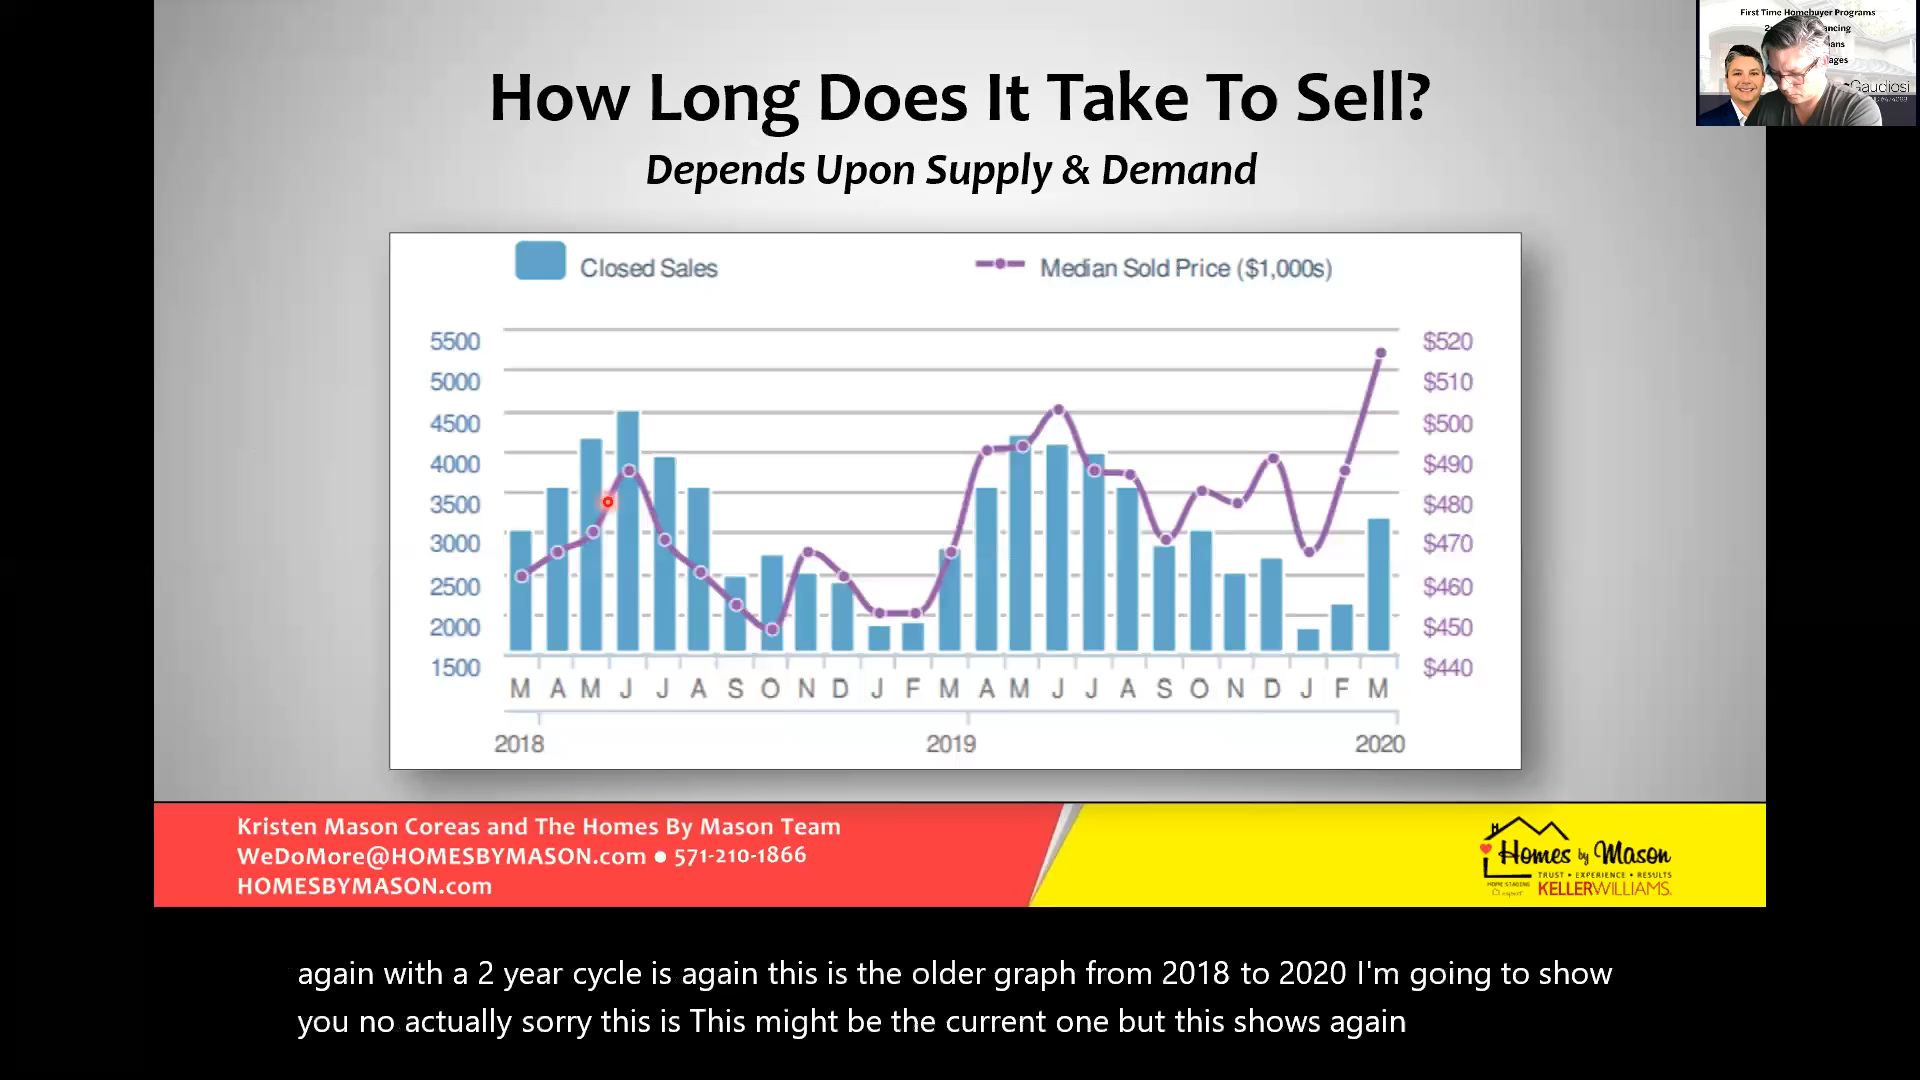 First Time Homebuyer Programs
How Long Does It Take To Sell?
Depends Upon Supply & Demand
Closed Sales
Median Sold Price ($1,000s)
5500 $520
5000 $510
4500 $500
4000 $490
3500 $480
3000 $470
2500 $460
2000 $450
1500 $440
M A M J J A S O N D J F M A M J J A S O N D J F M
2018 2019 2020
Kristen Mason Coreas and The Homes By Mason Team
WeDoMore@HOMESBYMASON.com ● 571-210-1866
HOMESBYMASON.com
Homes by Mason
TRUST • EXPERIENCE • RESULTS
HOME STAGING
KELLERWILLIAMS.
again with a 2 year cycle is again this is the older graph from 2018 to 2020 I'm going to show
you no actually sorry this is This might be the current one but this shows again